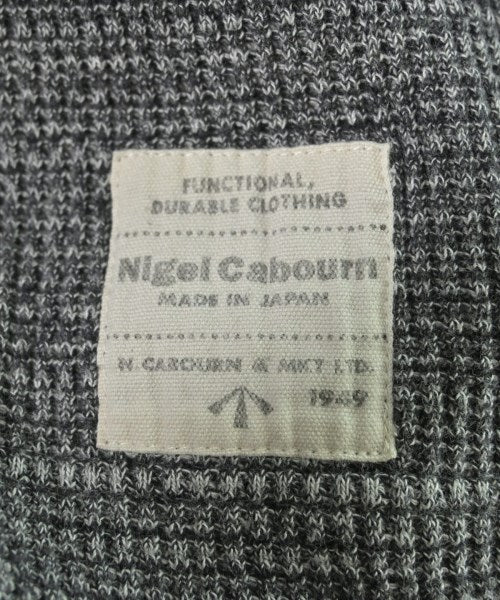 FUNCTIONAL,
DURABLE CLOTHING
Nigel Cabourn
MADE IN JAPAN
N CABOURN & MKT LTD.
1949